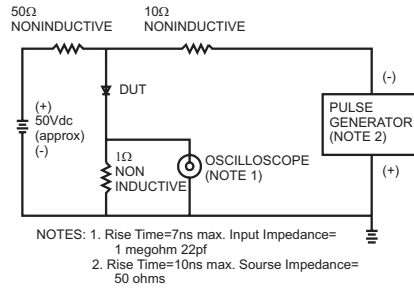 50Ω
NONINDUCTIVE
10Ω
NONINDUCTIVE
DUT
(+)
50Vdc
(approx)
(-)
1Ω
NON
INDUCTIVE
OSCILLOSCOPE
(NOTE 1)
(-)
PULSE
GENERATOR
(NOTE 2)
(+)
NOTES: 1. Rise Time=7ns max. Input Impedance=
1 megohm 22pf
2. Rise Time=10ns max. Sourse Impedance=
50 ohms